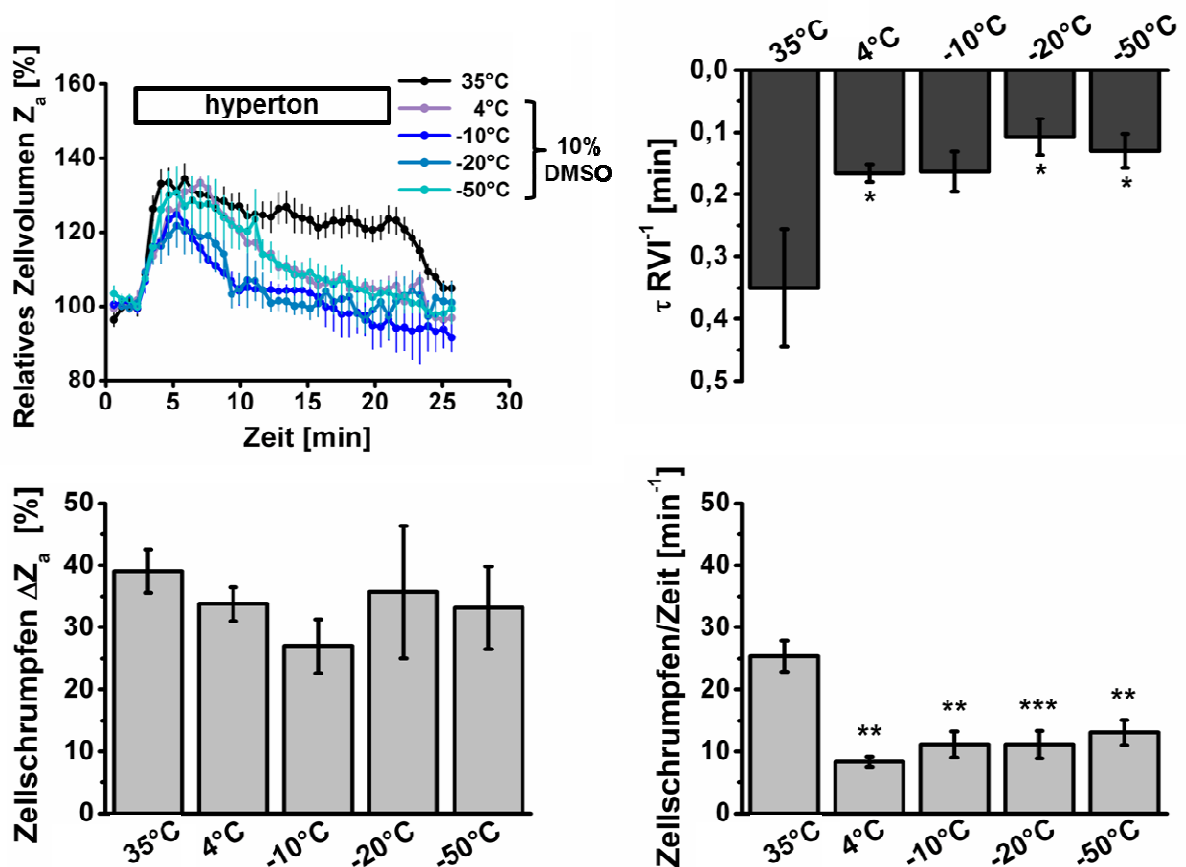 Relatives Zellvolumen Z_a [%]
160
140
120
100
80
hyperton
35°C
4°C
-10°C
-20°C
-50°C
10%
DMSO
0
5
10
15
20
25
30
Zeit [min]
35°C
4°C
-10°C
-20°C
-50°C
τ RVI⁻¹ [min]
0,0
0,1
0,2
0,3
0,4
0,5
*
*
*
Zellschrumpfen ΔZ_a [%]
50
40
30
20
10
0
35°C
4°C
-10°C
-20°C
-50°C
Zellschrumpfen/Zeit [min⁻¹]
50
40
30
20
10
0
**
**
***
**
35°C
4°C
-10°C
-20°C
-50°C